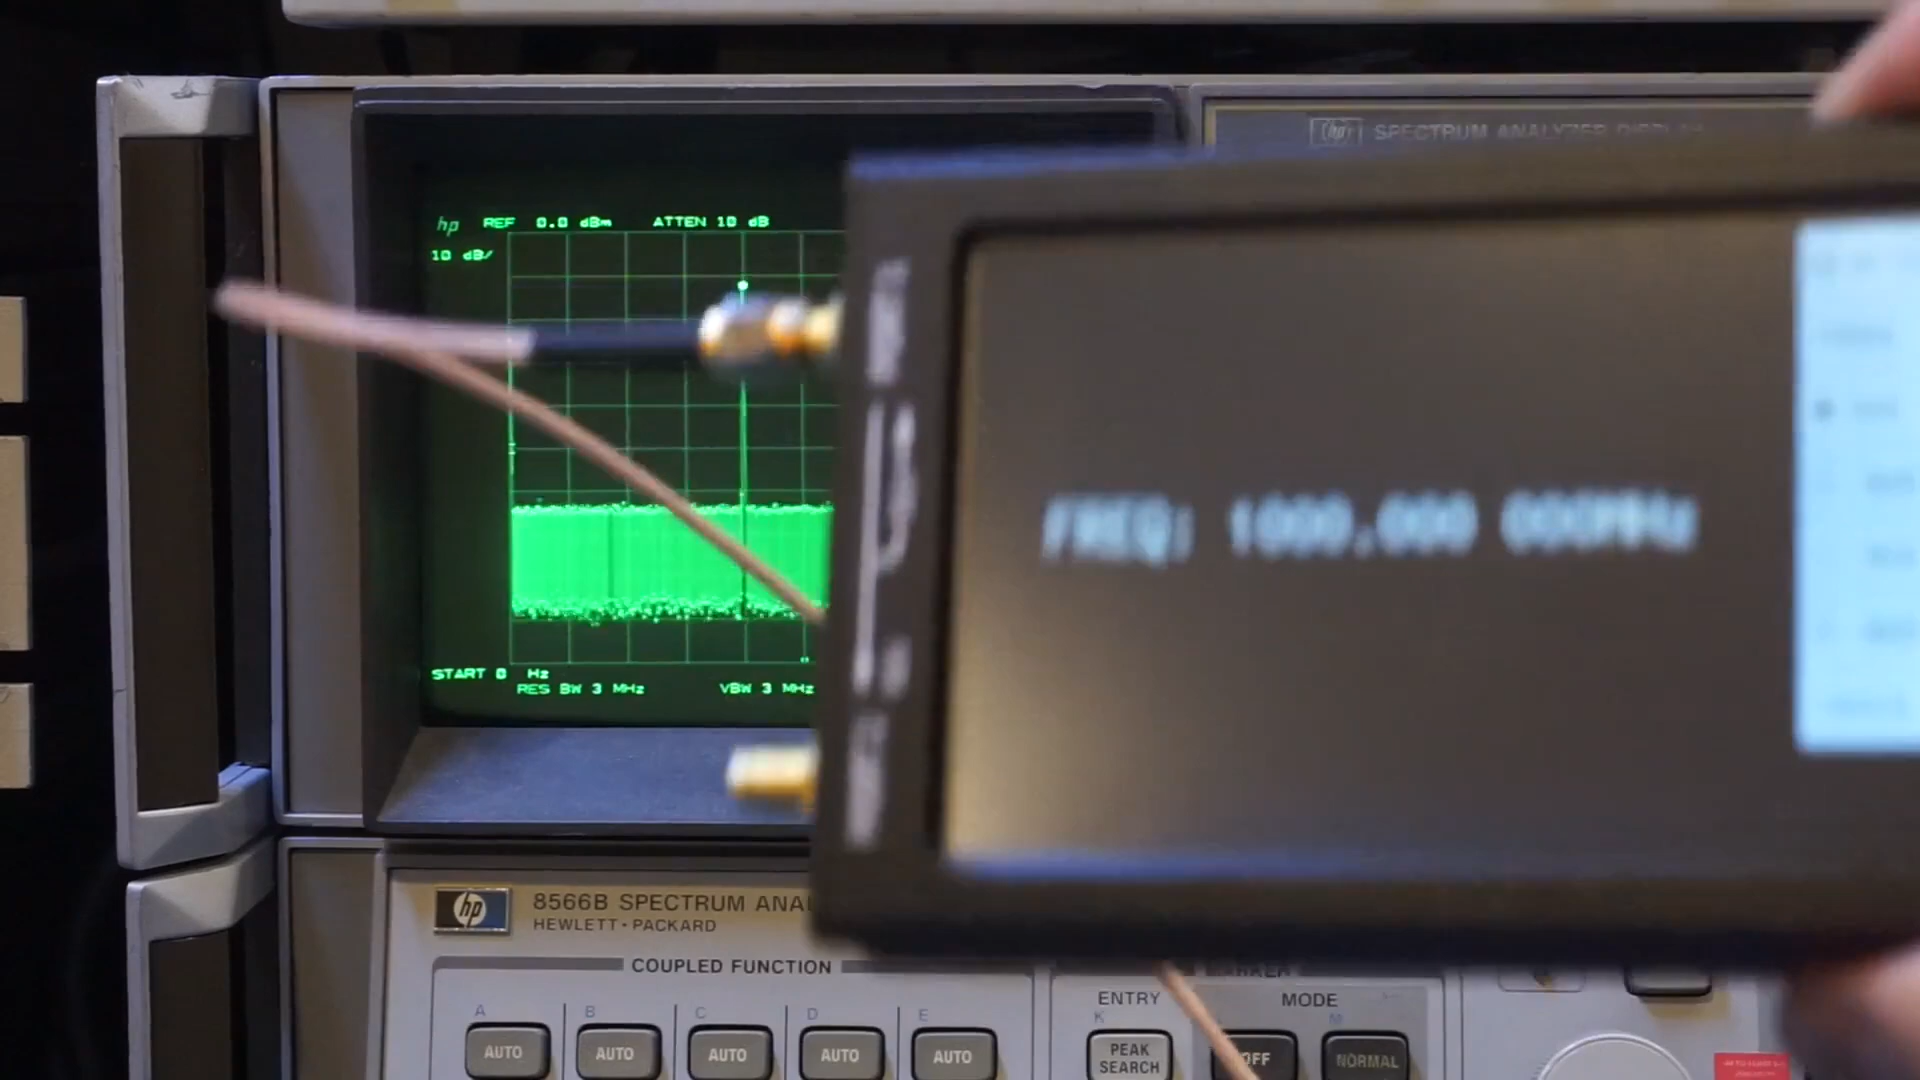 hp SPECTRUM ANALYZER DISPLAY
hp REF 0.0 dBm ATTEN 10 dB
10 dB/
FREQ: 1000.000 000MHz
START 0 Hz
RES BW 3 MHz VBW 3 MHz
hp 8566B SPECTRUM ANA
HEWLETT·PACKARD
COUPLED FUNCTION
MARKER
ENTRY
MODE
A B C D E
K M
AUTO AUTO AUTO AUTO AUTO
PEAK SEARCH
OFF
NORMAL